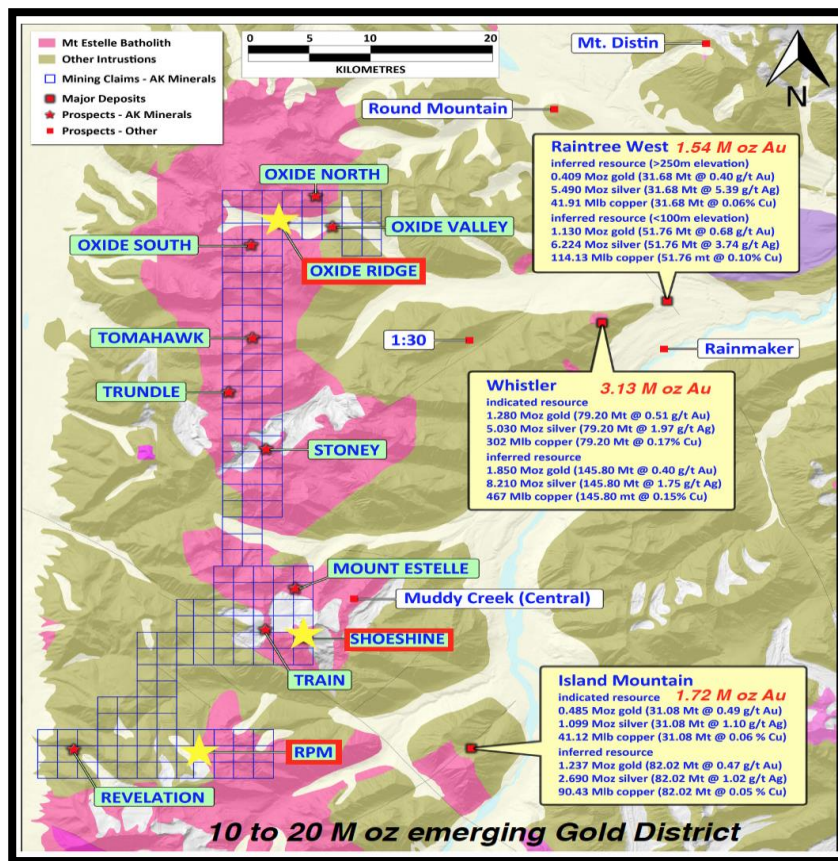 Mt Estelle Batholith
Other Intrustions
Mining Claims - AK Minerals
Major Deposits
Prospects - AK Minerals
Prospects - Other
0 5 10 20
KILOMETRES
N
Mt. Distin
Round Mountain
OXIDE NORTH
OXIDE VALLEY
OXIDE SOUTH
OXIDE RIDGE
Raintree West 1.54 M oz Au
inferred resource (>250m elevation)
0.409 Moz gold (31.68 Mt @ 0.40 g/t Au)
5.490 Moz silver (31.68 Mt @ 5.39 g/t Ag)
41.91 Mlb copper (31.68 Mt @ 0.06% Cu)
inferred resource (<100m elevation)
1.130 Moz gold (51.76 Mt @ 0.68 g/t Au)
6.224 Moz silver (51.76 Mt @ 3.74 g/t Ag)
114.13 Mlb copper (51.76 mt @ 0.10% Cu)
TOMAHAWK
1:30
Rainmaker
TRUNDLE
STONEY
Whistler 3.13 M oz Au
indicated resource
1.280 Moz gold (79.20 Mt @ 0.51 g/t Au)
5.030 Moz silver (79.20 Mt @ 1.97 g/t Ag)
302 Mlb copper (79.20 Mt @ 0.17% Cu)
inferred resource
1.850 Moz gold (145.80 Mt @ 0.40 g/t Au)
8.210 Moz silver (145.80 Mt @ 1.75 g/t Ag)
467 Mlb copper (145.80 mt @ 0.15% Cu)
MOUNT ESTELLE
Muddy Creek (Central)
SHOESHINE
TRAIN
Island Mountain
indicated resource 1.72 M oz Au
0.485 Moz gold (31.08 Mt @ 0.49 g/t Au)
1.099 Moz silver (31.08 Mt @ 1.10 g/t Ag)
41.12 Mlb copper (31.08 Mt @ 0.06 % Cu)
inferred resource
1.237 Moz gold (82.02 Mt @ 0.47 g/t Au)
2.690 Moz silver (82.02 Mt @ 1.02 g/t Ag)
90.43 Mlb copper (82.02 Mt @ 0.05 % Cu)
RPM
REVELATION
10 to 20 M oz emerging Gold District